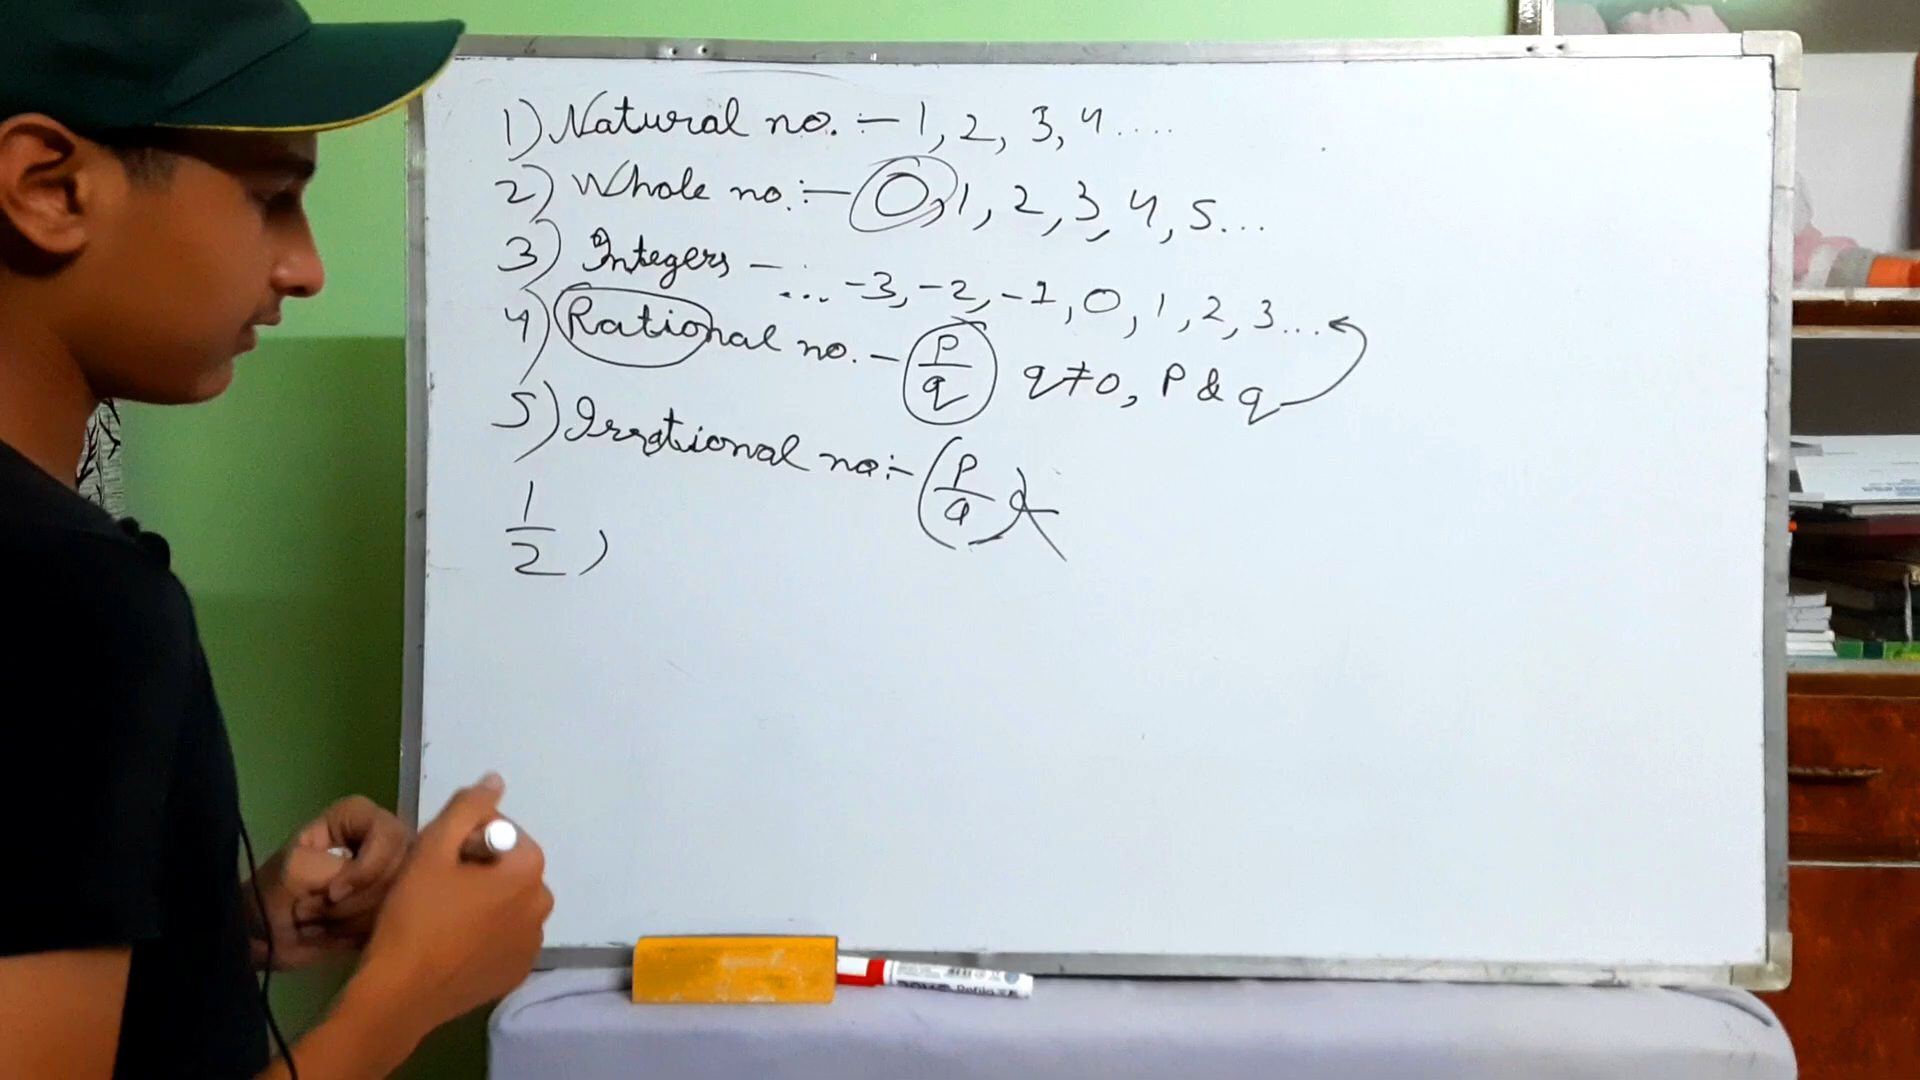 1) Natural no. :- 1, 2, 3, 4 ....
2) Whole no. :- 0, 1, 2, 3, 4, 5 ...
3) Integers - ... -3, -2, -1, 0, 1, 2, 3 ...
4) Rational no. - P/q q≠0, P & q
5) Irrational no :- (P/q)
1/2 ,